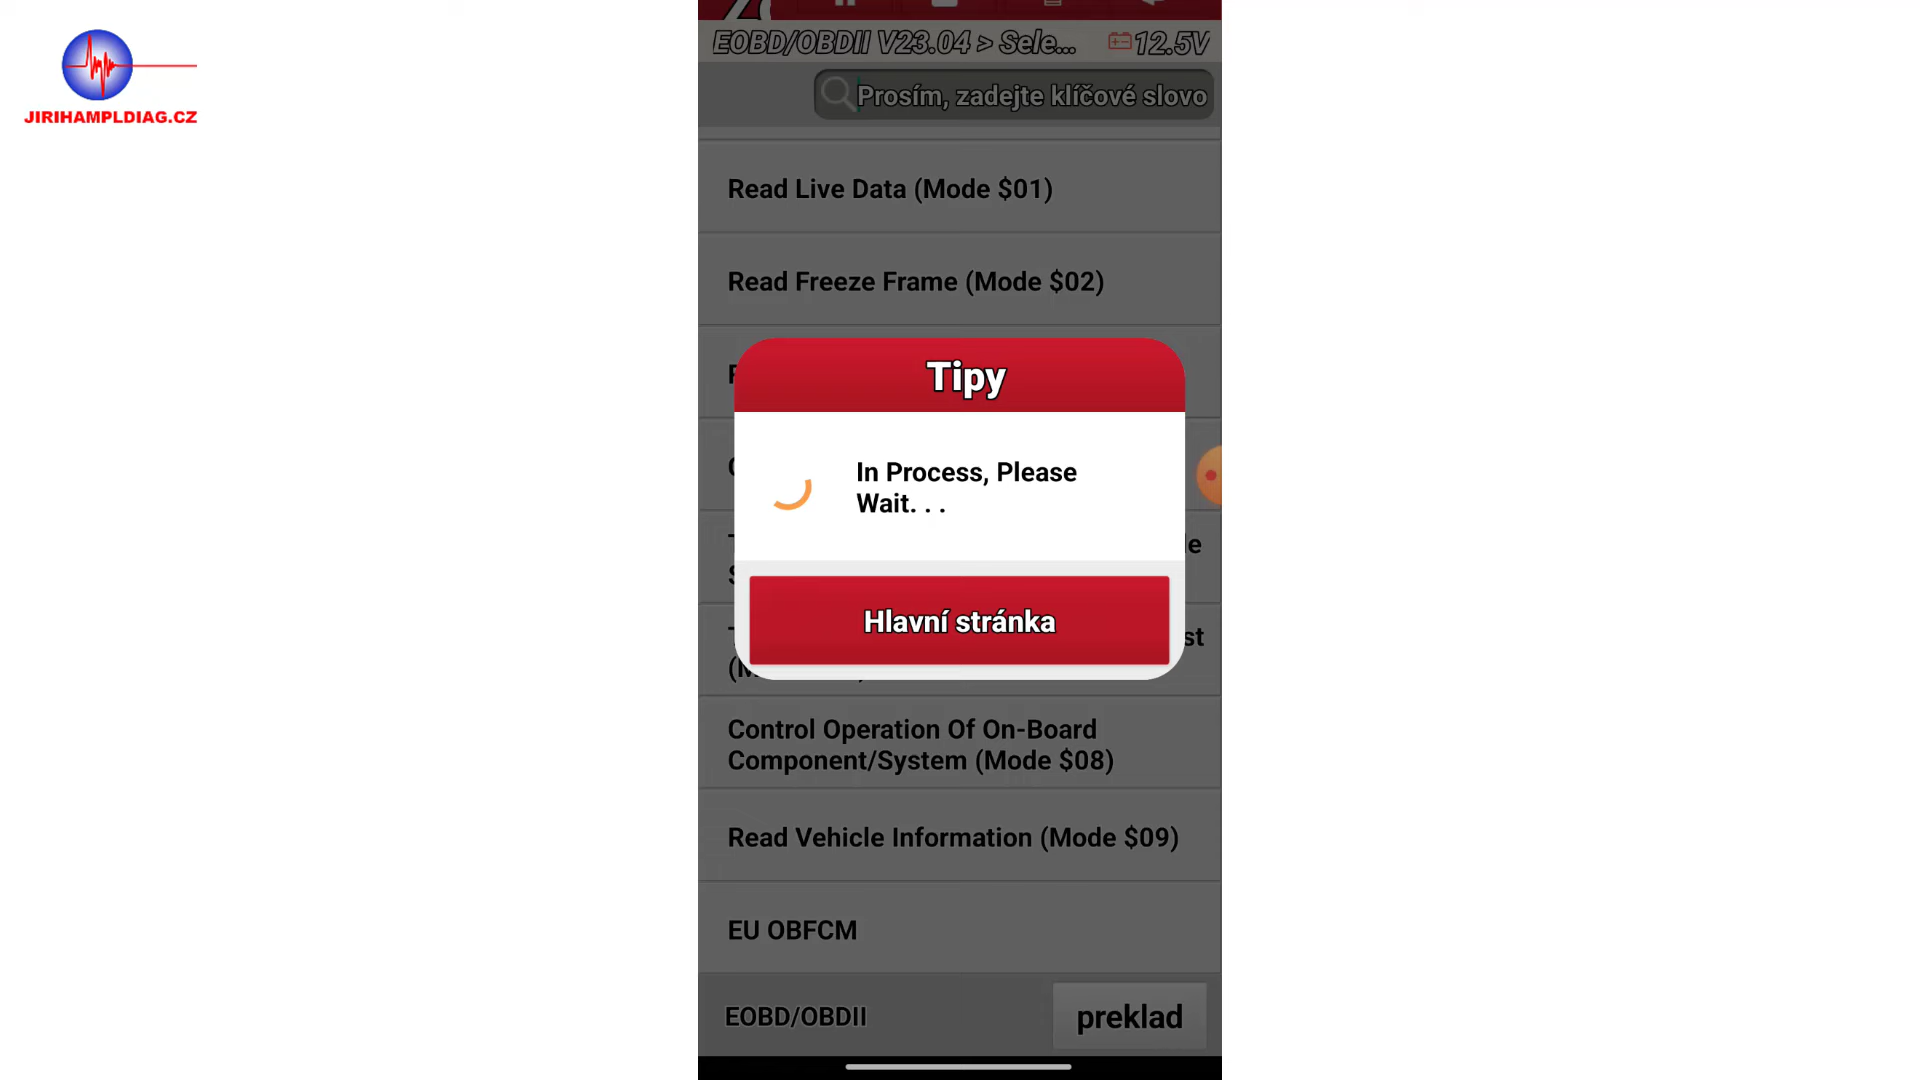 JIRIHAMPLDIAG.CZ
EOBD/OBDII V23.04 > Sele...
12.5V
Prosím, zadejte klíčové slovo
Read Live Data (Mode $01)
Read Freeze Frame (Mode $02)
Tipy
In Process, Please
Wait. . .
Hlavní stránka
Control Operation Of On-Board
Component/System (Mode $08)
Read Vehicle Information (Mode $09)
EU OBFCM
EOBD/OBDII
preklad